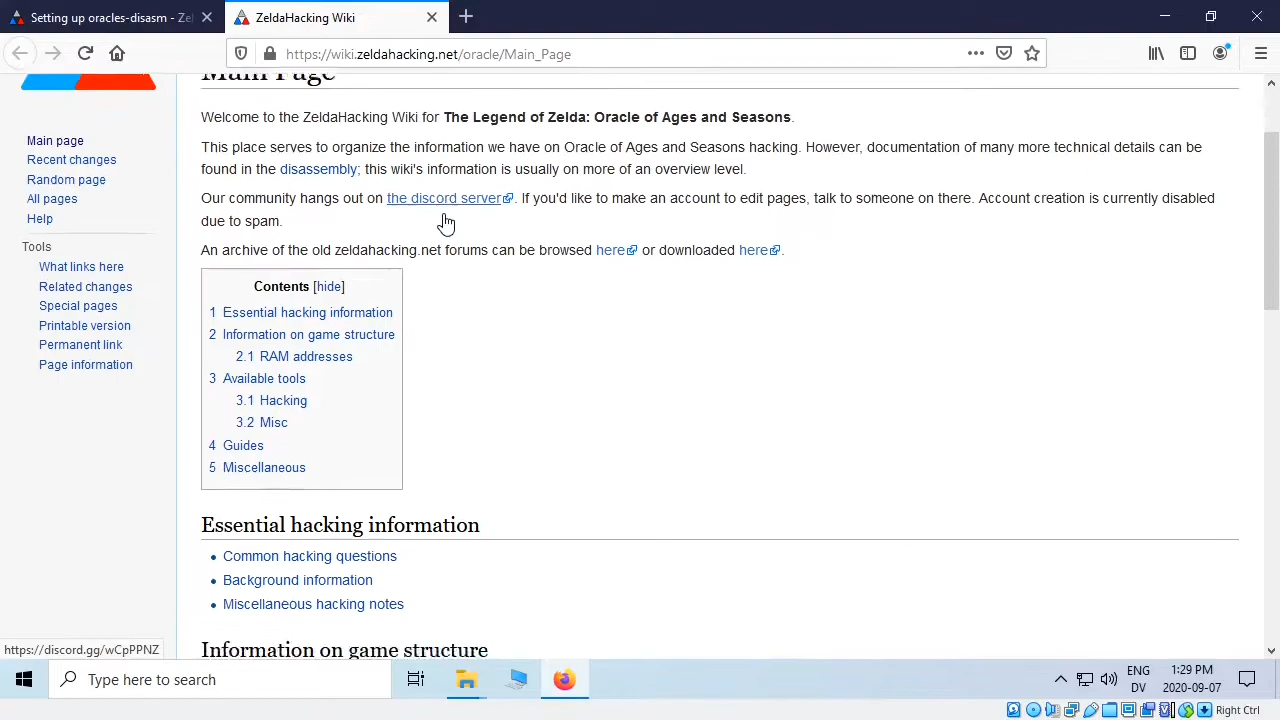 Setting up oracles-disasm - Zel
ZeldaHacking Wiki
https://wiki.zeldahacking.net/oracle/Main_Page
Main Page
Welcome to the ZeldaHacking Wiki for The Legend of Zelda: Oracle of Ages and Seasons.
This place serves to organize the information we have on Oracle of Ages and Seasons hacking. However, documentation of many more technical details can be
found in the disassembly; this wiki's information is usually on more of an overview level.
Our community hangs out on the discord server. If you'd like to make an account to edit pages, talk to someone on there. Account creation is currently disabled
due to spam.
An archive of the old zeldahacking.net forums can be browsed here or downloaded here.
Main page
Recent changes
Random page
All pages
Help
Tools
What links here
Related changes
Special pages
Printable version
Permanent link
Page information
Contents [hide]
1 Essential hacking information
2 Information on game structure
2.1 RAM addresses
3 Available tools
3.1 Hacking
3.2 Misc
4 Guides
5 Miscellaneous
Essential hacking information
Common hacking questions
Background information
Miscellaneous hacking notes
Information on game structure
https://discord.gg/wCpPPNZ
Type here to search
ENG
DV
1:29 PM
2020-09-07
Right Ctrl